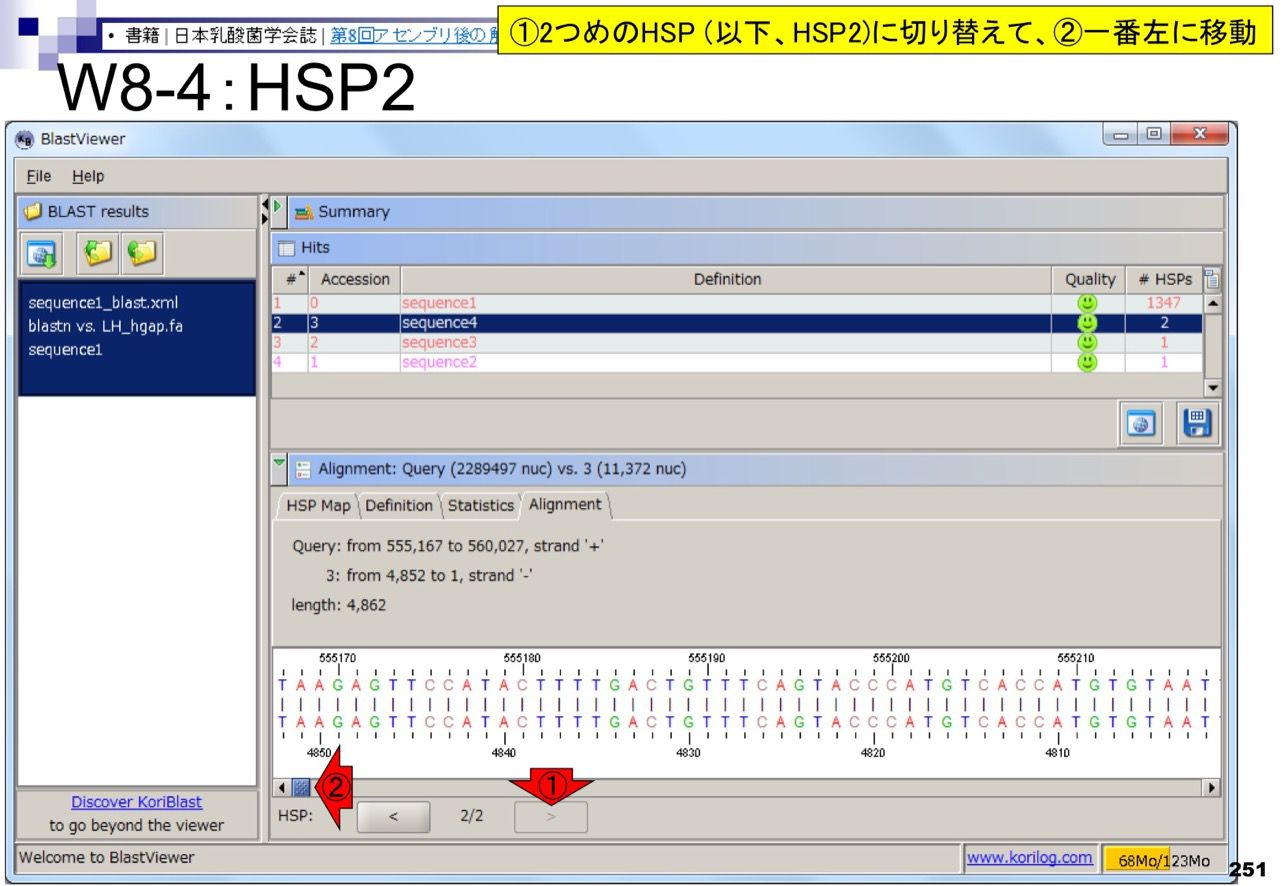 • 書籍 | 日本乳酸菌学会誌 | 第8回アセンブリ後の
①2つめのHSP (以下、HSP2)に切り替えて、②一番左に移動
W8-4：HSP2
BlastViewer
File Help
BLAST results
Summary
Hits
# Accession Definition Quality # HSPs
1 0 sequence1 1347
2 3 sequence4 2
3 2 sequence3 1
4 1 sequence2 1
sequence1_blast.xml
blastn vs. LH_hgap.fa
sequence1
Alignment: Query (2289497 nuc) vs. 3 (11,372 nuc)
HSP Map Definition Statistics Alignment
Query: from 555,167 to 560,027, strand '+'
3: from 4,852 to 1, strand '-'
length: 4,862
555170 555180 555190 555200 555210
T A A G A G T T C C A T A C T T T T G A C T G T T T C A G T A C C C A T G T C A C C A T G T G T A A T
T A A G A G T T C C A T A C T T T T G A C T G T T T C A G T A C C C A T G T C A C C A T G T G T A A T
4850 4840 4830 4820 4810
② ①
HSP: < 2/2 >
Discover KoriBlast
to go beyond the viewer
Welcome to BlastViewer
www.korilog.com
68Mo/123Mo
251